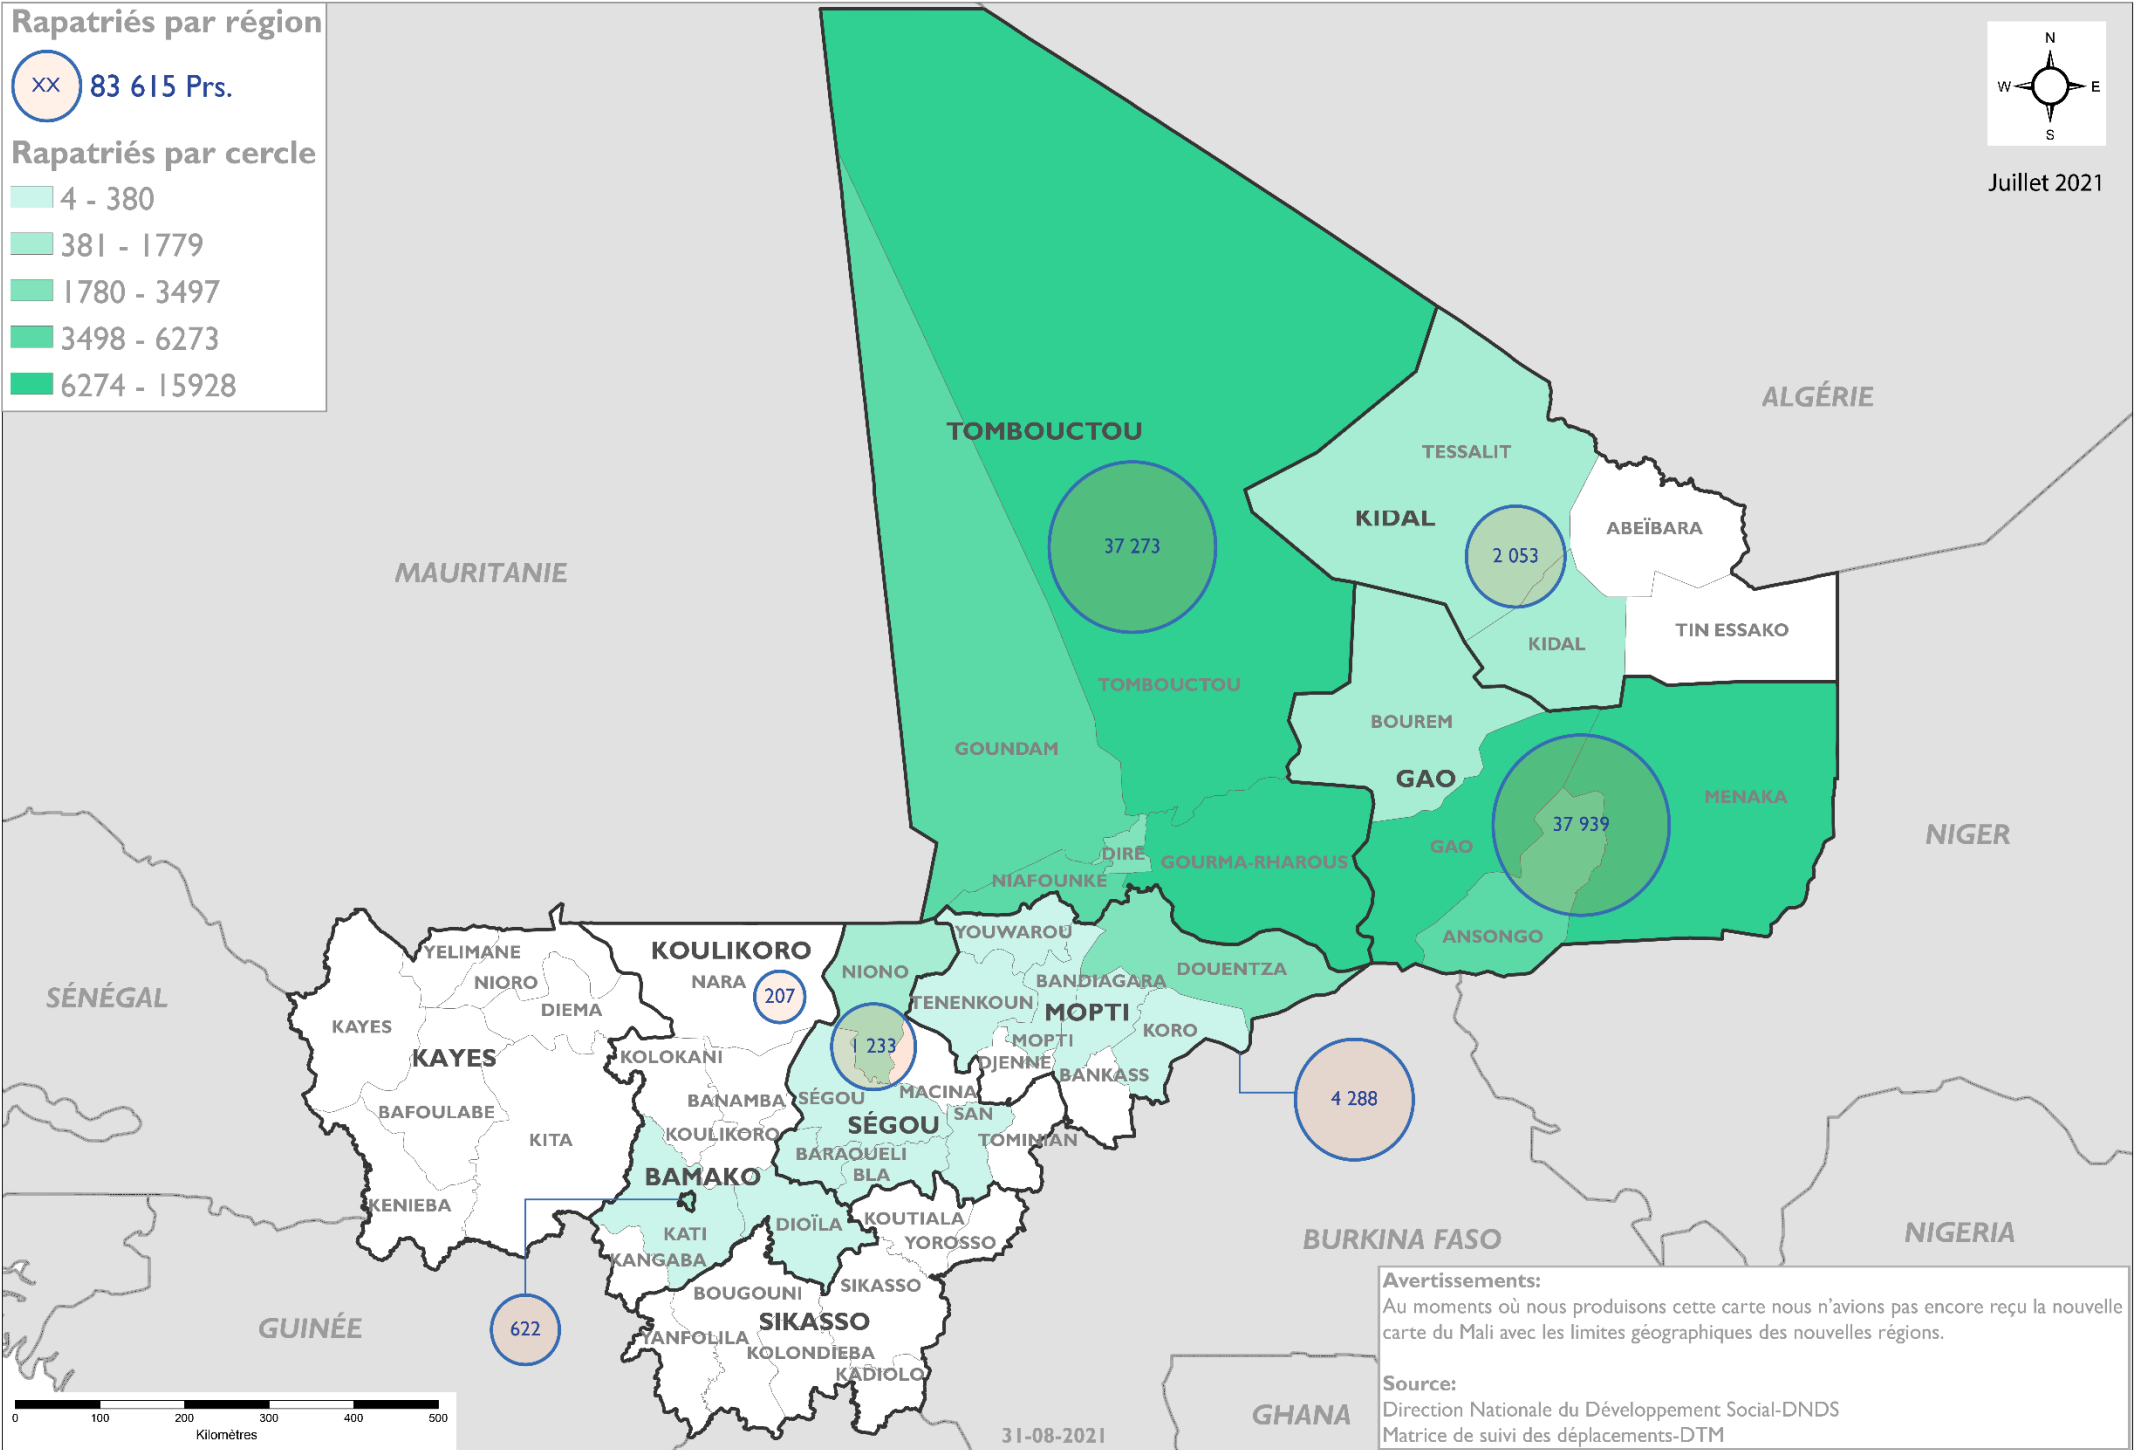 Rapatriés par région
XX 83 615 Prs.
Rapatriés par cercle
4 - 380
381 - 1779
1780 - 3497
3498 - 6273
6274 - 15928
N
W E
S
Juillet 2021
ALGÉRIE
TOMBOUCTOU
TESSALIT
KIDAL
ABEÏBARA
37 273
2 053
MAURITANIE
TIN ESSAKO
KIDAL
TOMBOUCTOU
BOUREM
GOUNDAM
GAO
MENAKA
37 939
NIGER
GAO
DIRÉ
GOURMA-RHAROUS
NIAFOUNKE
YOUWAROU
ANSONGO
KOULIKORO
YELIMANE
NIONO
DOUENTZA
NIORO
NARA
207
BANDIAGARA
SÉNÉGAL
TENENKOUN
DIEMA
MOPTI
KAYES
KORO
MOPTI
1 233
KAYES
KOLOKANI
DJENNE
BANKASS
MACINA
SÉGOU
BANAMBA
4 288
BAFOULABE
SAN
SÉGOU
KOULIKORO
KITA
TOMINIAN
BARAOUELI
BLA
BAMAKO
KENIEBA
KOUTIALA
DIOÏLA
KATI
YOROSSO
BURKINA FASO
NIGERIA
KANGABA
SIKASSO
BOUGOUNI
SIKASSO
622
GUINÉE
YANFOLILA
KOLONDIEBA
KADIOLO
GHANA
31-08-2021
Avertissements:
Au moments où nous produisons cette carte nous n'avions pas encore reçu la nouvelle
carte du Mali avec les limites géographiques des nouvelles régions.
Source:
Direction Nationale du Développement Social-DNDS
Matrice de suivi des déplacements-DTM
0 100 200 300 400 500
Kilomètres